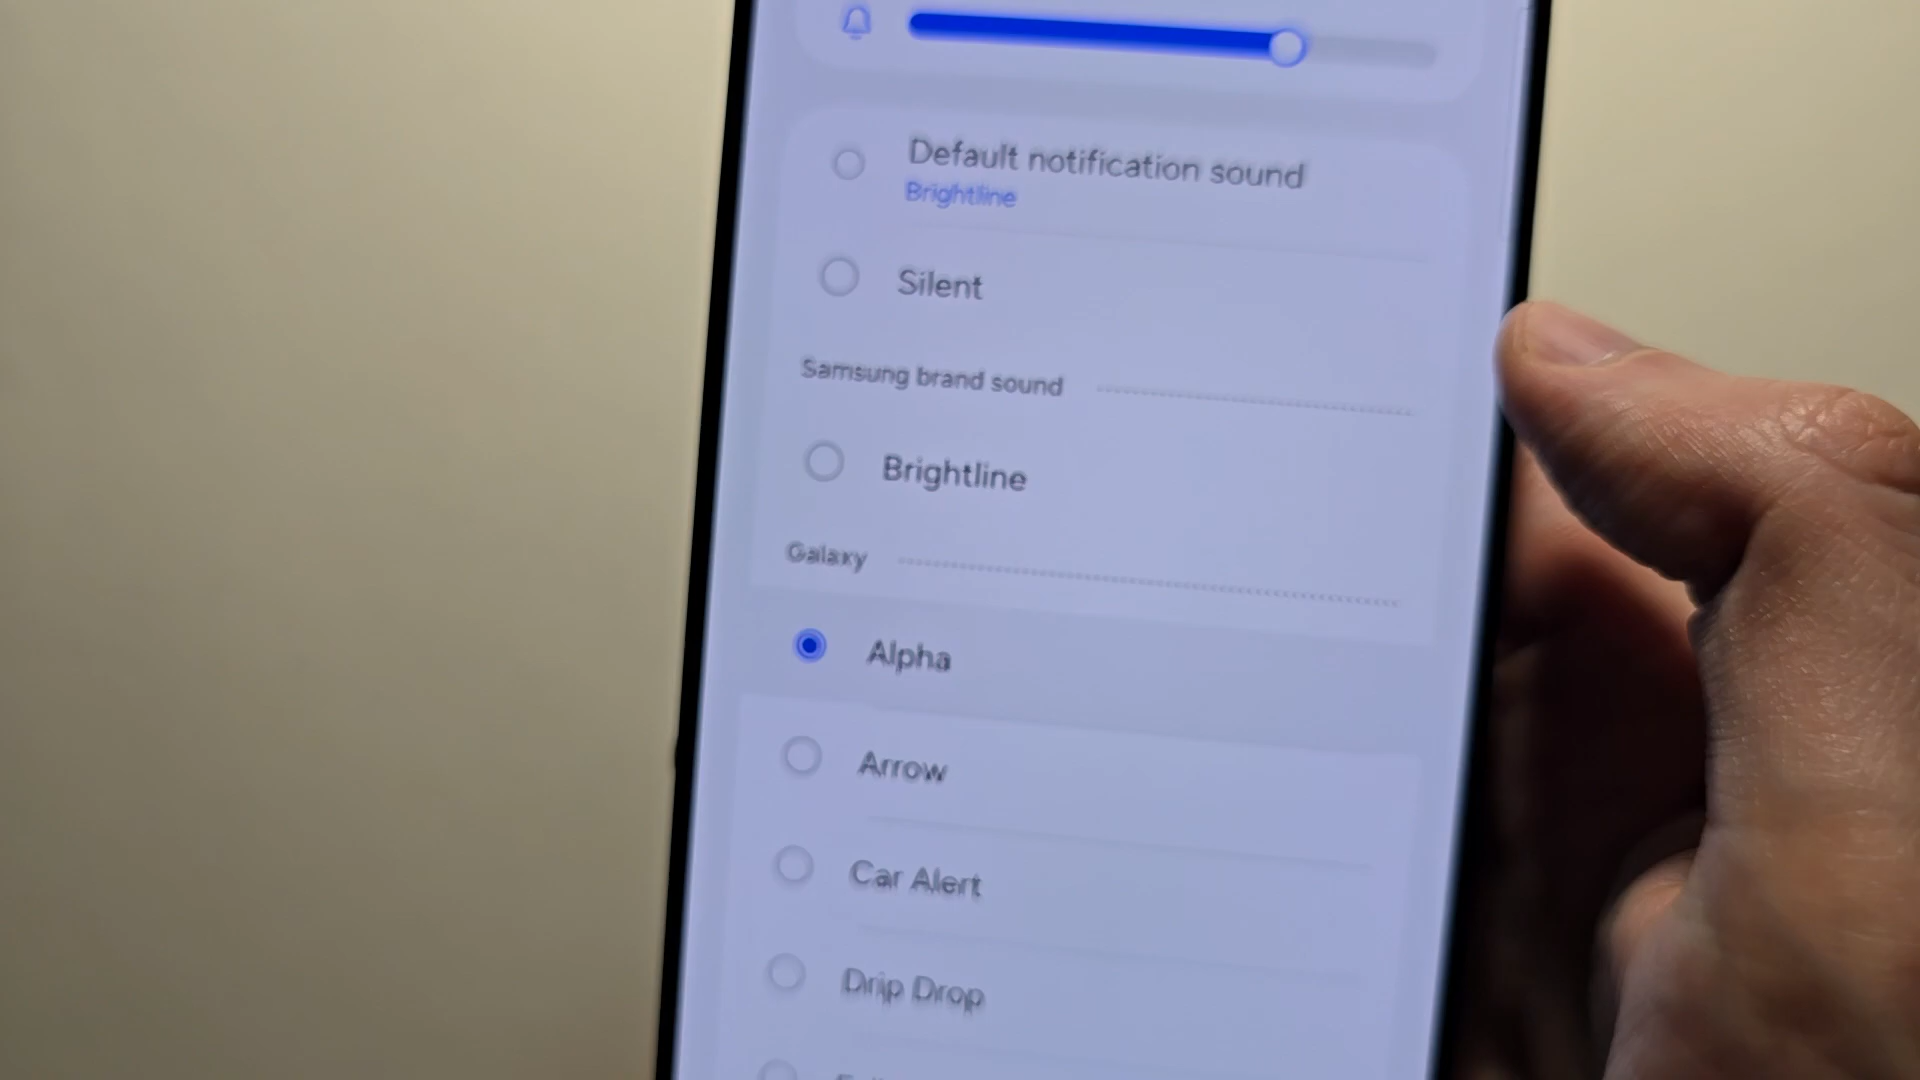 Default notification sound
Brightline
Silent
Samsung brand sound
Brightline
Galaxy
Alpha
Arrow
Car Alert
Drip Drop